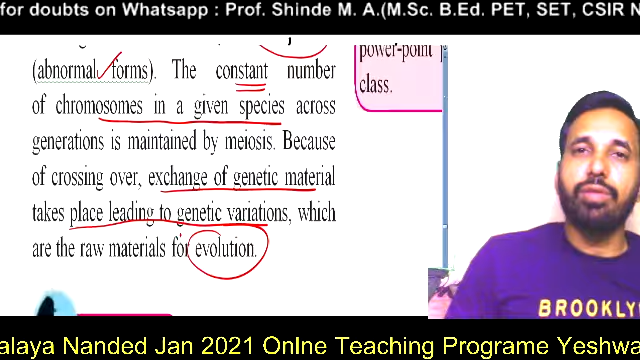 for doubts on Whatsapp : Prof. Shinde M. A.(M.Sc. B.Ed. PET, SET, CSIR N
(abnormal forms). The constant number
of chromosomes in a given species across
generations is maintained by meiosis. Because
of crossing over, exchange of genetic material
takes place leading to genetic variations, which
are the raw materials for evolution.
power-point
class.
BROOKLY
alaya Nanded Jan 2021 OnIne Teaching Programe Yeshwa